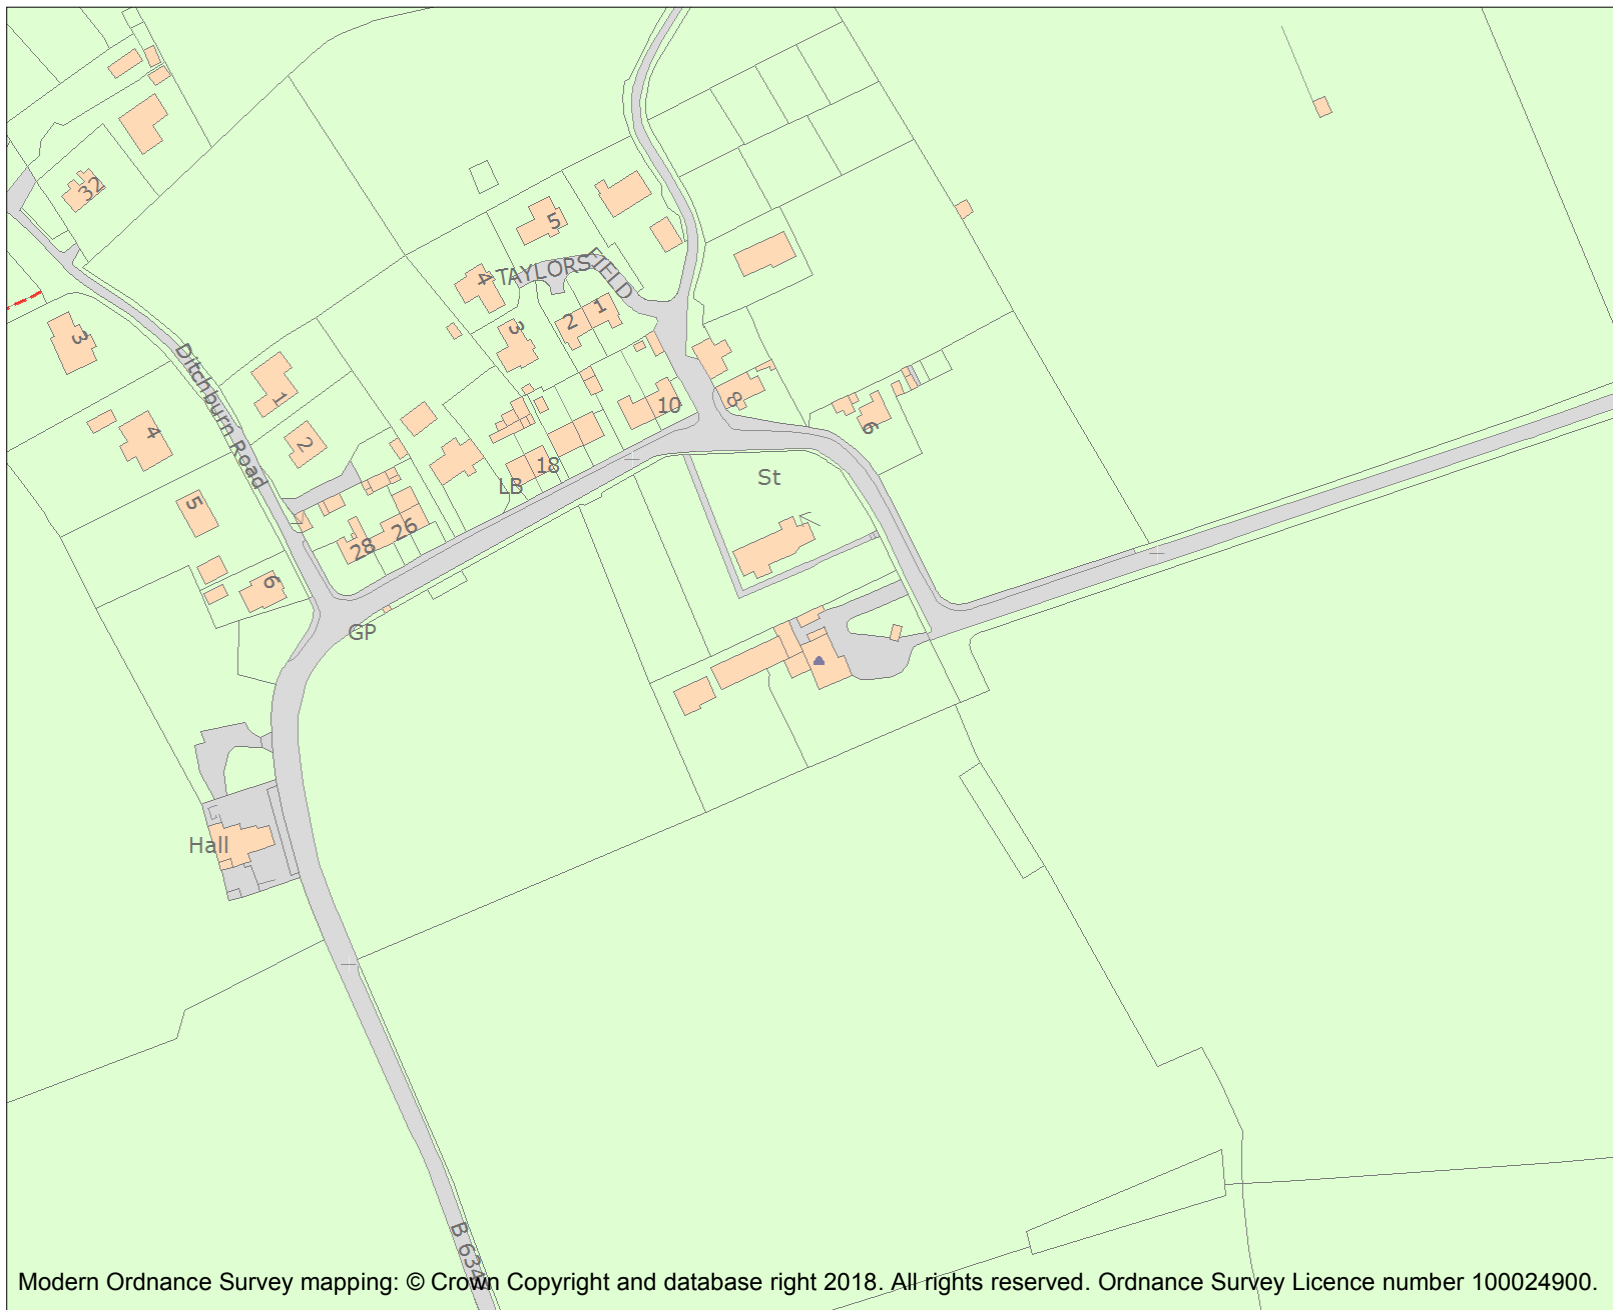 32
5
TAYLORS
FIELD
4
3
2
1
3
Ditchburn Road
1
10
8
6
4
2
18
St
LB
5
26
28
6
GP
Hall
B 634
Modern Ordnance Survey mapping: © Crown Copyright and database right 2018. All rights reserved. Ordnance Survey Licence number 100024900.